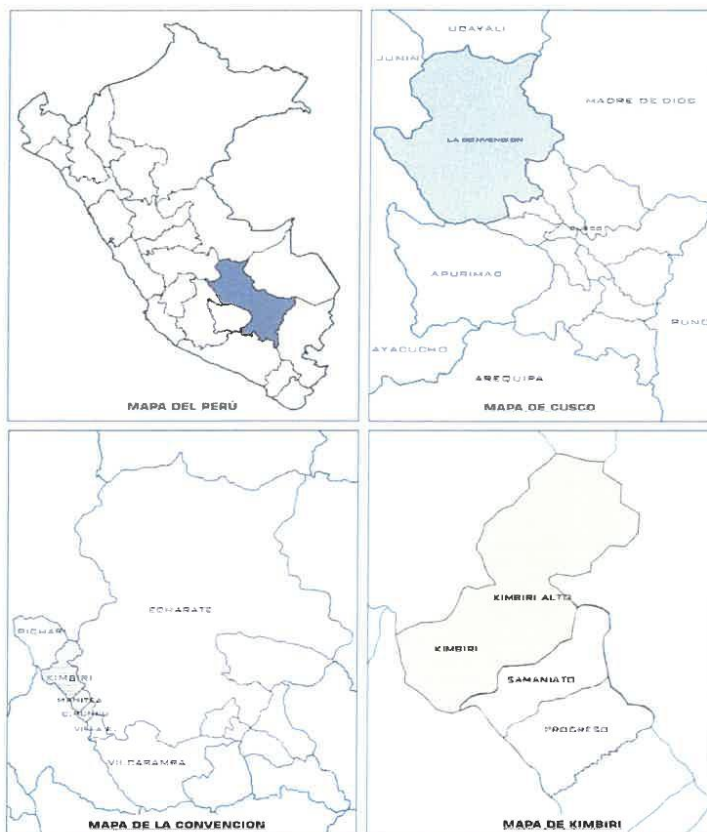 MAPA DEL PERÚ
UCAYALI
JUNIN
MADRE DE DIOS
LA CONVENCION
CUSCO
APURIMAC
PUNO
AYACUCHO
AREQUIPA
MAPA DE CUSCO
ECHARATE
PICHARI
KIMBIRI
VILCABAMBA
MAPA DE LA CONVENCION
KIMBIRI ALTO
KIMBIRI
SAMANIATO
PROGRESO
MAPA DE KIMBIRI